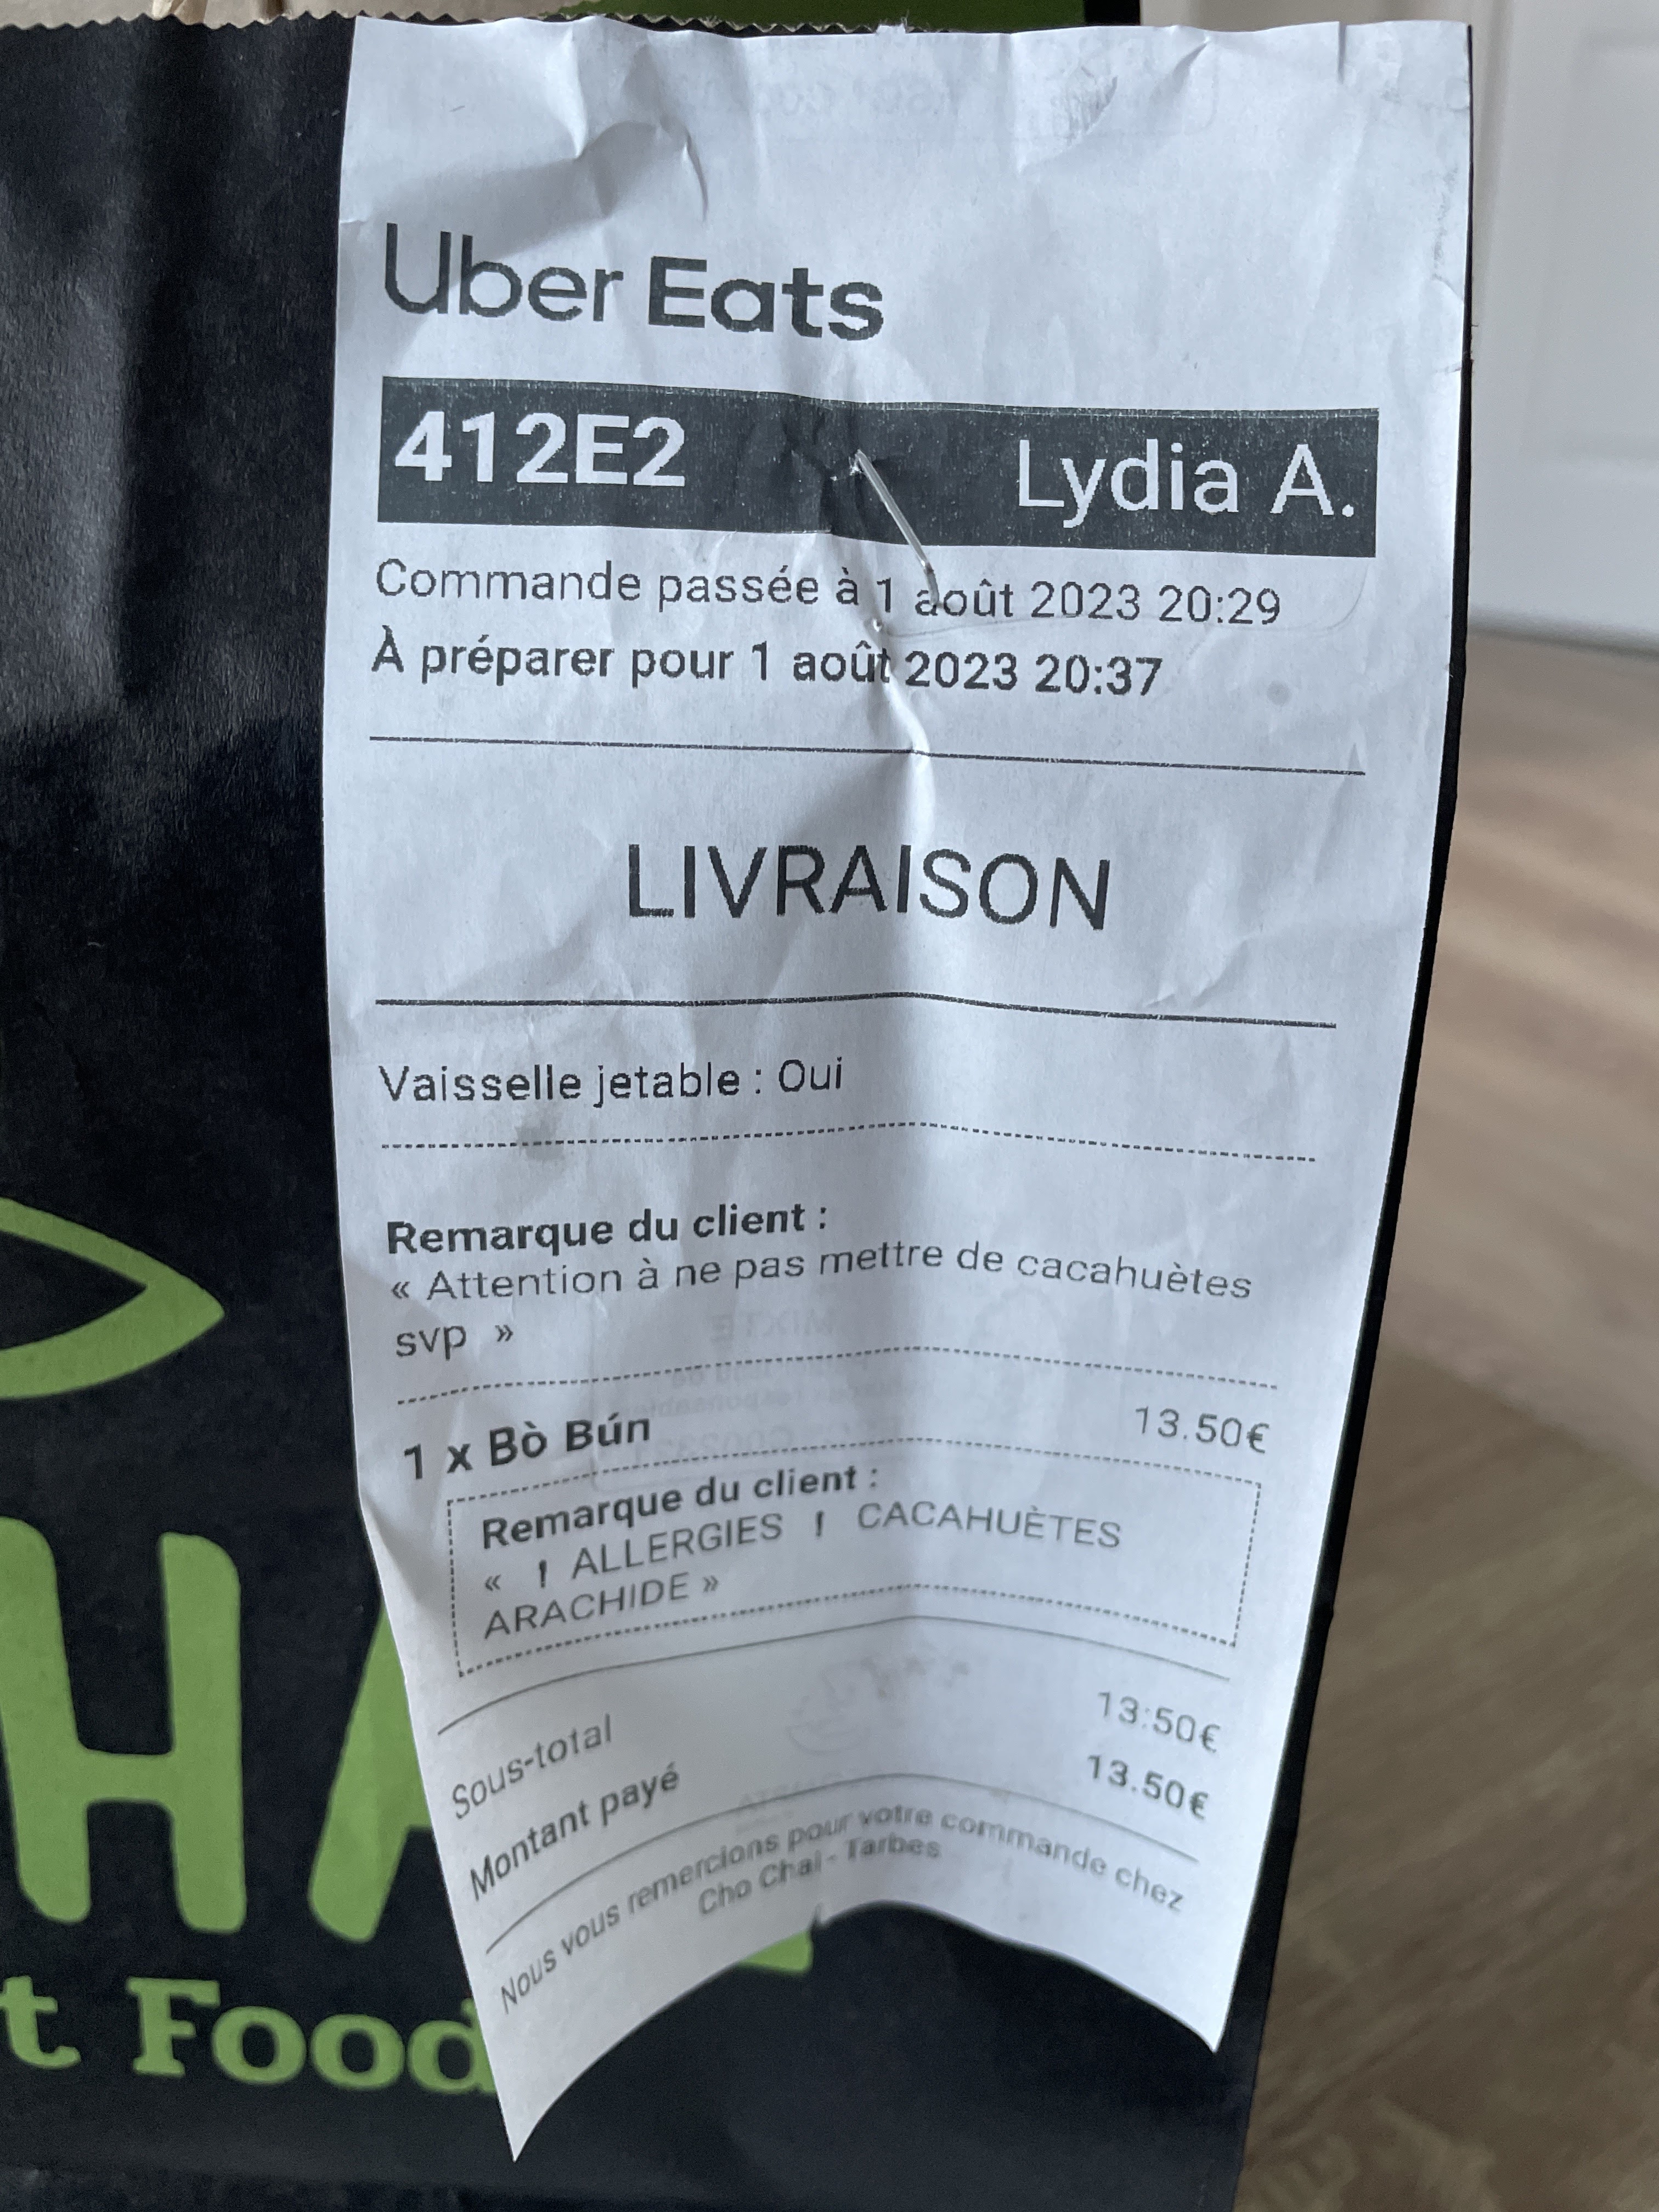 Uber Eats
412E2 Lydia A.
Commande passée à 1 août 2023 20:29
À préparer pour 1 août 2023 20:37
LIVRAISON
Vaisselle jetable : Oui
Remarque du client :
« Attention à ne pas mettre de cacahuètes
svp »
1 x Bò Bún 13.50€
Remarque du client :
« ! ALLERGIES ! CACAHUÈTES
ARACHIDE »
Sous-total 13.50€
Montant payé 13.50€
Nous vous remercions pour votre commande chez
Cho Chai - Tarbes
HA
t Food